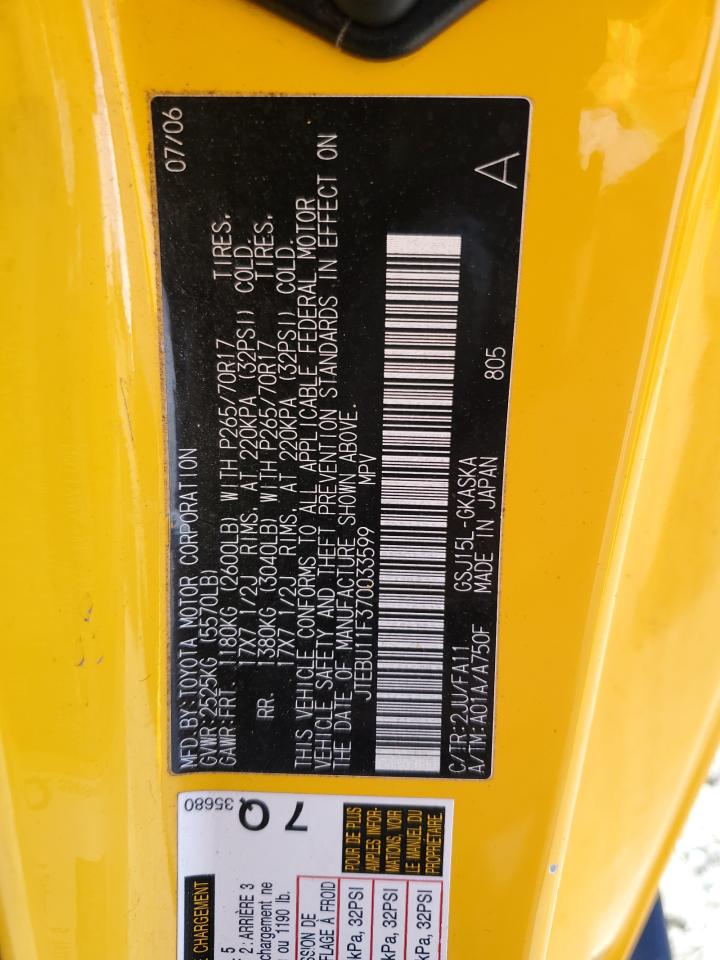 MFD.BY:TOYOTA MOTOR CORPORATION 07/06
GVWR:2525KG (5570LB)
GAWR:FRT. 1180KG (2600LB) WITH P265/70R17 TIRES,
17X7 1/2J RIMS, AT 220KPA (32PSI) COLD.
RR. 1380KG (3040LB) WITH P265/70R17 TIRES,
17X7 1/2J RIMS, AT 220KPA (32PSI) COLD.
THIS VEHICLE CONFORMS TO ALL APPLICABLE FEDERAL MOTOR
VEHICLE SAFETY AND THEFT PREVENTION STANDARDS IN EFFECT ON
THE DATE OF MANUFACTURE SHOWN ABOVE.
JTEBU11F370033599 MPV
C/TR:2JU/FA11 GSJ15L-GKASKA 805
A/TM:A01A/A750F MADE IN JAPAN A
7Q 35680
CHARGEMENT
5
2: ARRIÈRE 3
chargement ne
ou 1190 lb.
FLAGE À FROID
kPa, 32PSI
kPa, 32PSI
kPa, 32PSI
POUR DE PLUS
AMPLES INFOR-
MATIONS, VOIR
LE MANUEL DU
PROPRIÉTAIRE.